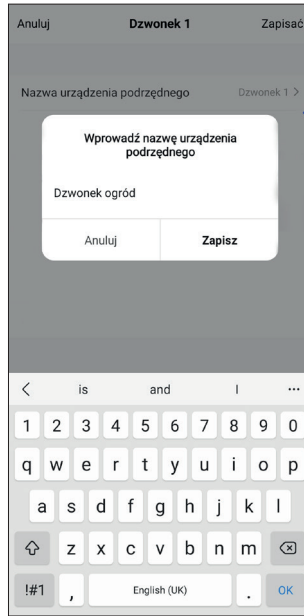 Anuluj Dzwonek 1 Zapisać
Nazwa urządzenia podrzędnego Dzwonek 1 >
Wprowadź nazwę urządzenia
podrzędnego
Dzwonek ogród
Anuluj Zapisz
< is and I ...
1 2 3 4 5 6 7 8 9 0
q w e r t y u i o p
a s d f g h j k l
z x c v b n m
!#1 , English (UK) . OK